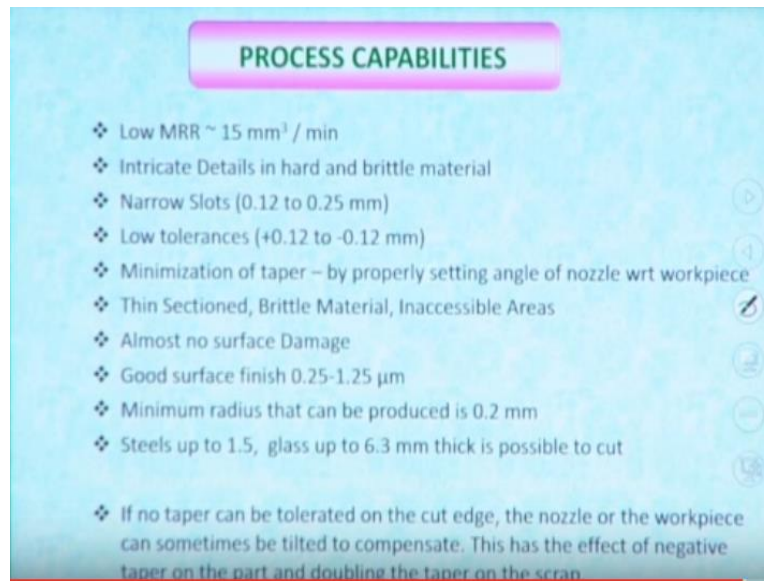 PROCESS CAPABILITIES
❖ Low MRR ~ 15 mm³ / min
❖ Intricate Details in hard and brittle material
❖ Narrow Slots (0.12 to 0.25 mm)
❖ Low tolerances (+0.12 to -0.12 mm)
❖ Minimization of taper – by properly setting angle of nozzle wrt workpiece
❖ Thin Sectioned, Brittle Material, Inaccessible Areas
❖ Almost no surface Damage
❖ Good surface finish 0.25-1.25 µm
❖ Minimum radius that can be produced is 0.2 mm
❖ Steels up to 1.5, glass up to 6.3 mm thick is possible to cut
❖ If no taper can be tolerated on the cut edge, the nozzle or the workpiece
can sometimes be tilted to compensate. This has the effect of negative
taper on the part and doubling the taper on the scrap